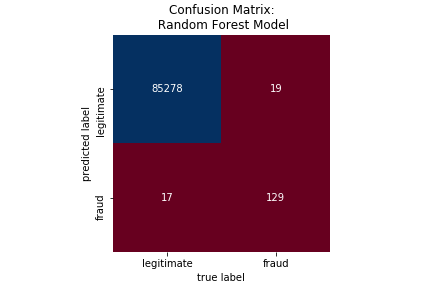 Confusion Matrix:
Random Forest Model
predicted label
legitimate
85278
19
fraud
17
129
legitimate
fraud
true label